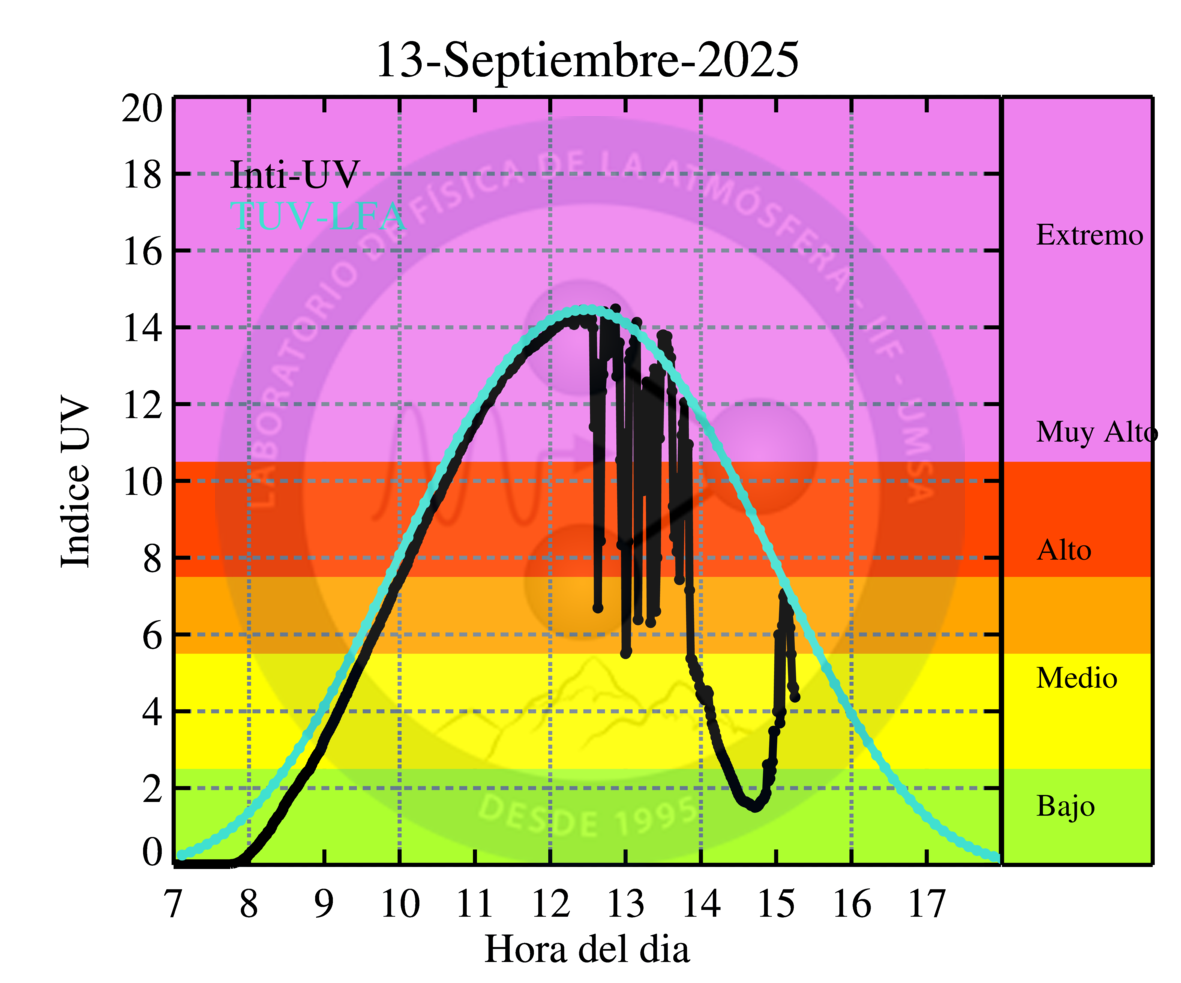 13-Septiembre-2025
Indice UV
20
18
16
14
12
10
8
6
4
2
0
Inti-UV
TUV-LFA
LABORATORIO DE FÍSICA DE LA ATMÓSFERA - IIF - UMSA
DESDE 1995
Extremo
Muy Alto
Alto
Medio
Bajo
7 8 9 10 11 12 13 14 15 16 17
Hora del dia